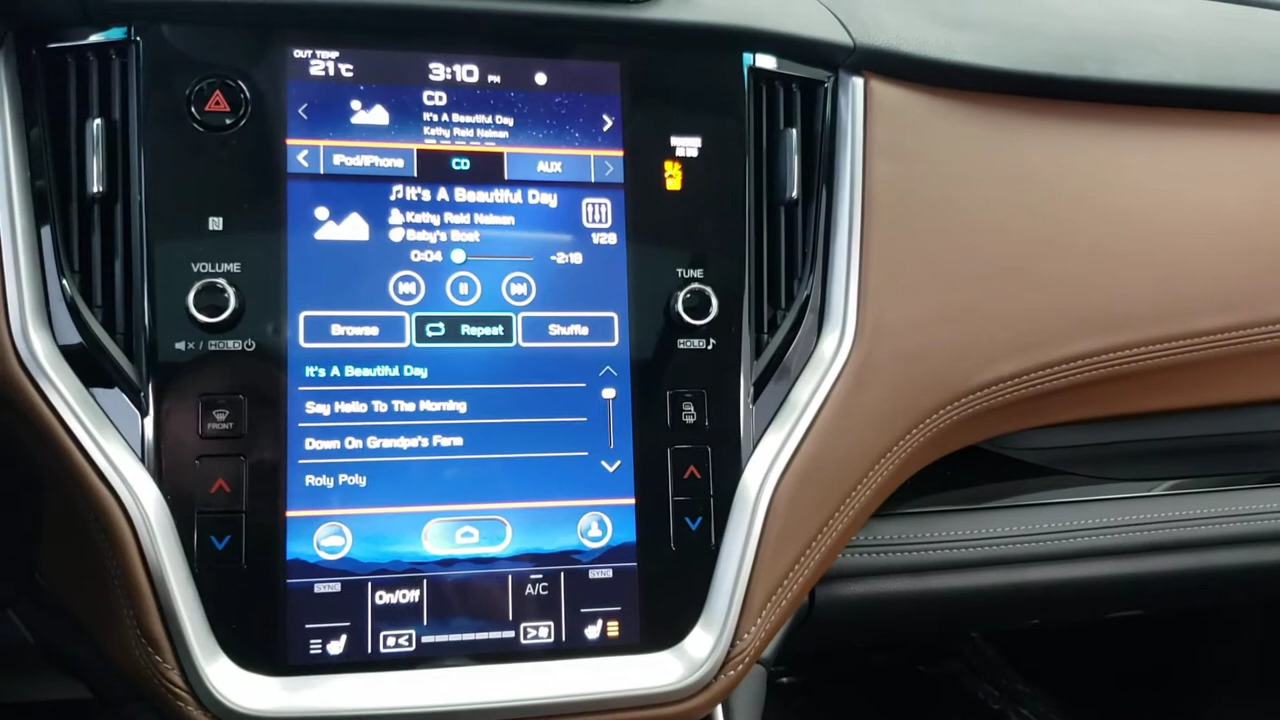 OUT TEMP
21°C
3:10 PM
CD
It's A Beautiful Day
Kathy Reid Naiman
iPod/iPhone
CD
AUX
It's A Beautiful Day
Kathy Reid Naiman
Baby's Boat
1/28
0:04
-2:18
Browse
Repeat
Shuffle
It's A Beautiful Day
Say Hello To The Morning
Down On Grandpa's Farm
Roly Poly
VOLUME
/ HOLD
FRONT
TUNE
HOLD
SYNC
On/Off
A/C
SYNC